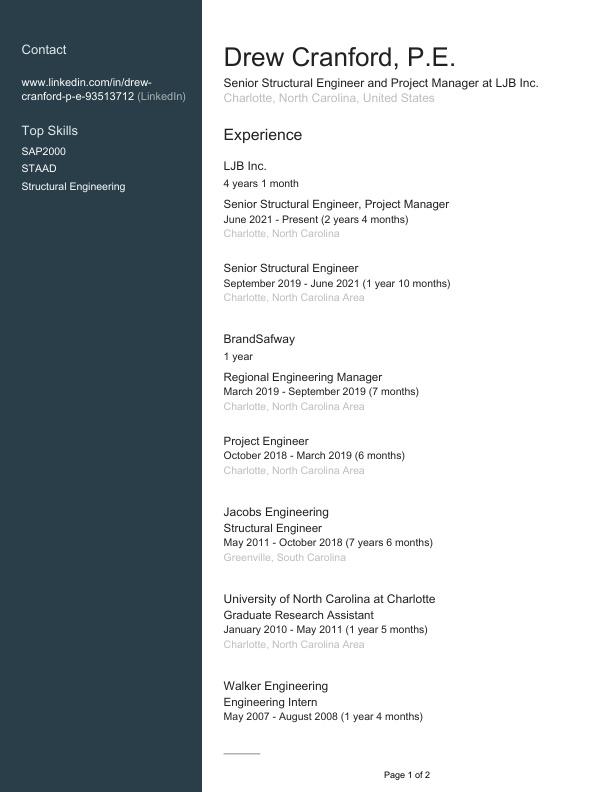 Contact
www.linkedin.com/in/drew-
cranford-p-e-93513712 (LinkedIn)
Top Skills
SAP2000
STAAD
Structural Engineering
Drew Cranford, P.E.
Senior Structural Engineer and Project Manager at LJB Inc.
Charlotte, North Carolina, United States
Experience
LJB Inc.
4 years 1 month
Senior Structural Engineer, Project Manager
June 2021 - Present (2 years 4 months)
Charlotte, North Carolina
Senior Structural Engineer
September 2019 - June 2021 (1 year 10 months)
Charlotte, North Carolina Area
BrandSafway
1 year
Regional Engineering Manager
March 2019 - September 2019 (7 months)
Charlotte, North Carolina Area
Project Engineer
October 2018 - March 2019 (6 months)
Charlotte, North Carolina Area
Jacobs Engineering
Structural Engineer
May 2011 - October 2018 (7 years 6 months)
Greenville, South Carolina
University of North Carolina at Charlotte
Graduate Research Assistant
January 2010 - May 2011 (1 year 5 months)
Charlotte, North Carolina Area
Walker Engineering
Engineering Intern
May 2007 - August 2008 (1 year 4 months)
Page 1 of 2